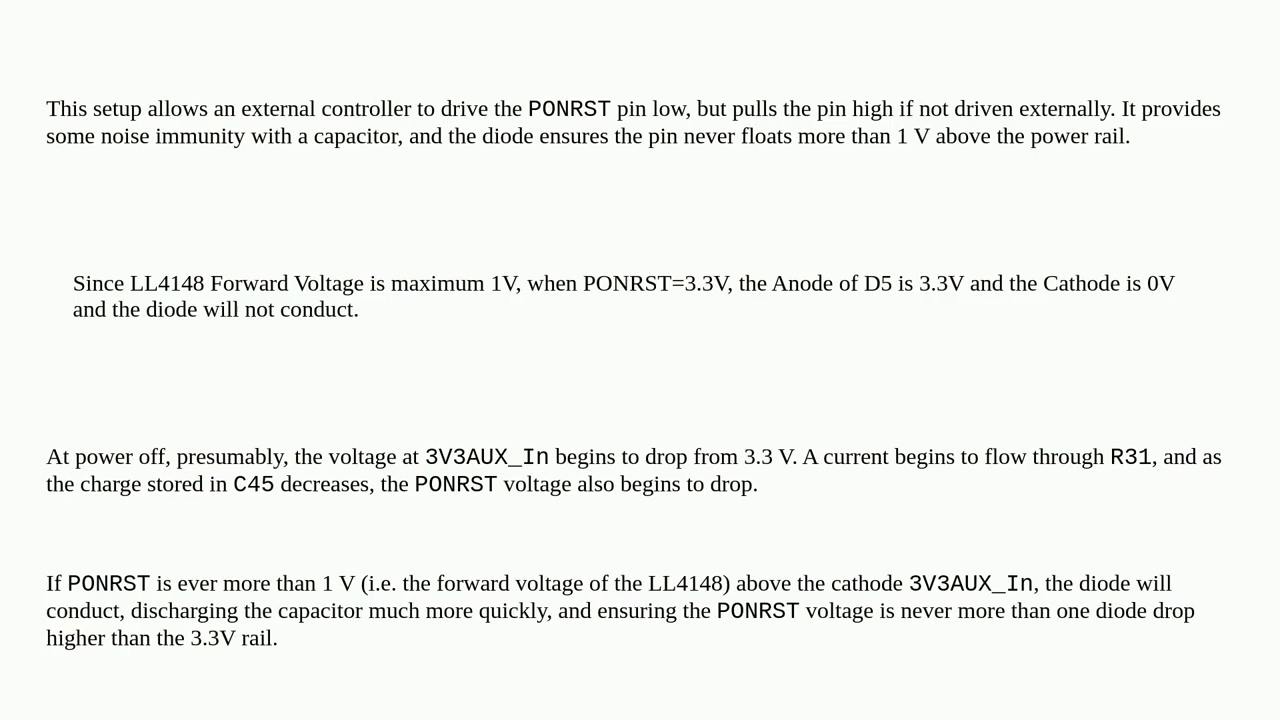 This setup allows an external controller to drive the PONRST pin low, but pulls the pin high if not driven externally. It provides
some noise immunity with a capacitor, and the diode ensures the pin never floats more than 1 V above the power rail.
Since LL4148 Forward Voltage is maximum 1V, when PONRST=3.3V, the Anode of D5 is 3.3V and the Cathode is 0V
and the diode will not conduct.
At power off, presumably, the voltage at 3V3AUX_In begins to drop from 3.3 V. A current begins to flow through R31, and as
the charge stored in C45 decreases, the PONRST voltage also begins to drop.
If PONRST is ever more than 1 V (i.e. the forward voltage of the LL4148) above the cathode 3V3AUX_In, the diode will
conduct, discharging the capacitor much more quickly, and ensuring the PONRST voltage is never more than one diode drop
higher than the 3.3V rail.